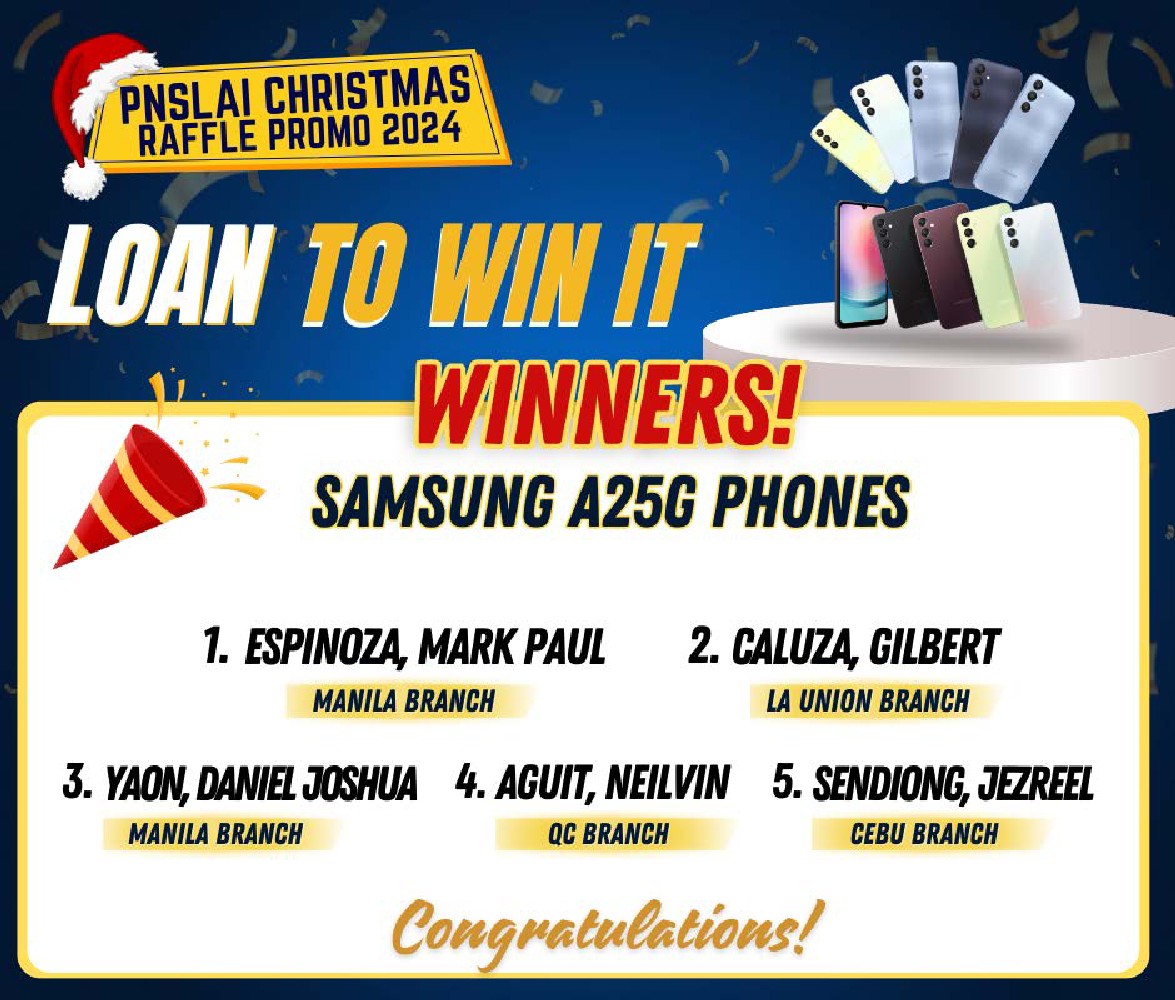 PNSLAI CHRISTMAS
RAFFLE PROMO 2024
LOAN TO WIN IT
WINNERS!
SAMSUNG A25G PHONES
1. ESPINOZA, MARK PAUL
MANILA BRANCH
2. CALUZA, GILBERT
LA UNION BRANCH
3. YAON, DANIEL JOSHUA
MANILA BRANCH
4. AGUIT, NEILVIN
QC BRANCH
5. SENDIONG, JEZREEL
CEBU BRANCH
Congratulations!